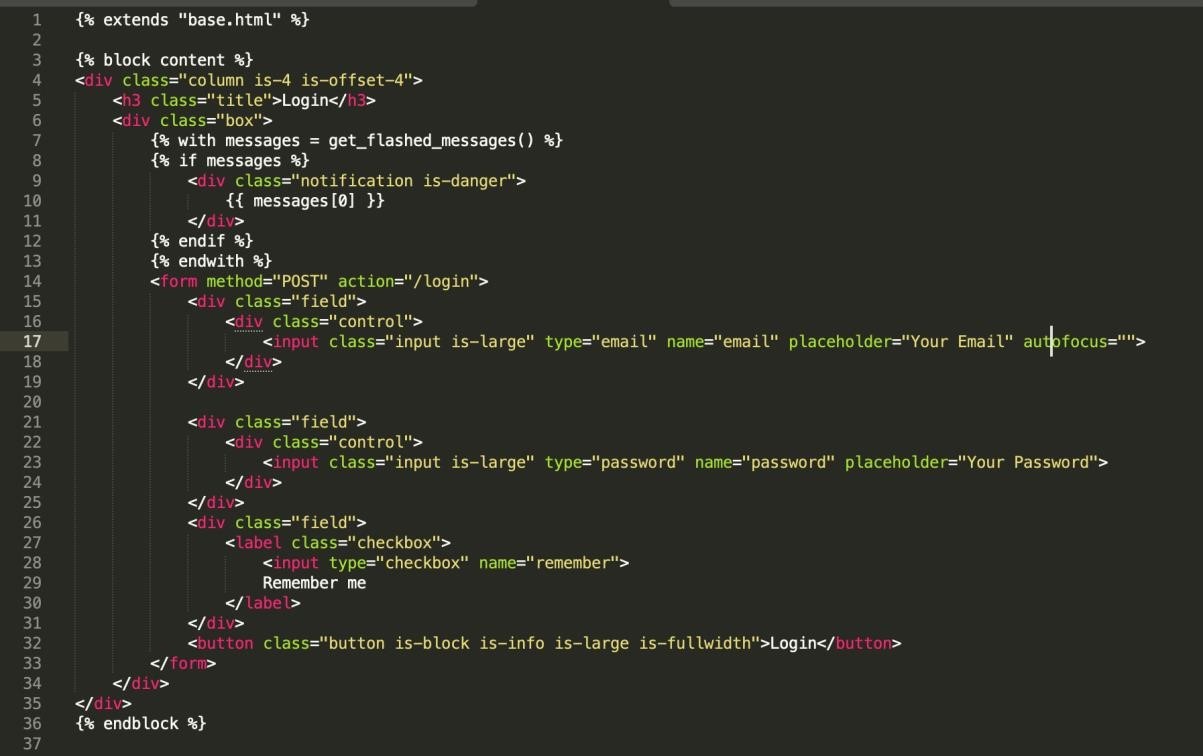 1 {% extends "base.html" %}
2
3 {% block content %}
4 <div class="column is-4 is-offset-4">
5     <h3 class="title">Login</h3>
6     <div class="box">
7         {% with messages = get_flashed_messages() %}
8         {% if messages %}
9             <div class="notification is-danger">
10                 {{ messages[0] }}
11             </div>
12         {% endif %}
13         {% endwith %}
14         <form method="POST" action="/login">
15             <div class="field">
16                 <div class="control">
17                     <input class="input is-large" type="email" name="email" placeholder="Your Email" autofocus="">
18                 </div>
19             </div>
20
21             <div class="field">
22                 <div class="control">
23                     <input class="input is-large" type="password" name="password" placeholder="Your Password">
24                 </div>
25             </div>
26             <div class="field">
27                 <label class="checkbox">
28                     <input type="checkbox" name="remember">
29                     Remember me
30                 </label>
31             </div>
32             <button class="button is-block is-info is-large is-fullwidth">Login</button>
33         </form>
34     </div>
35 </div>
36 {% endblock %}
37